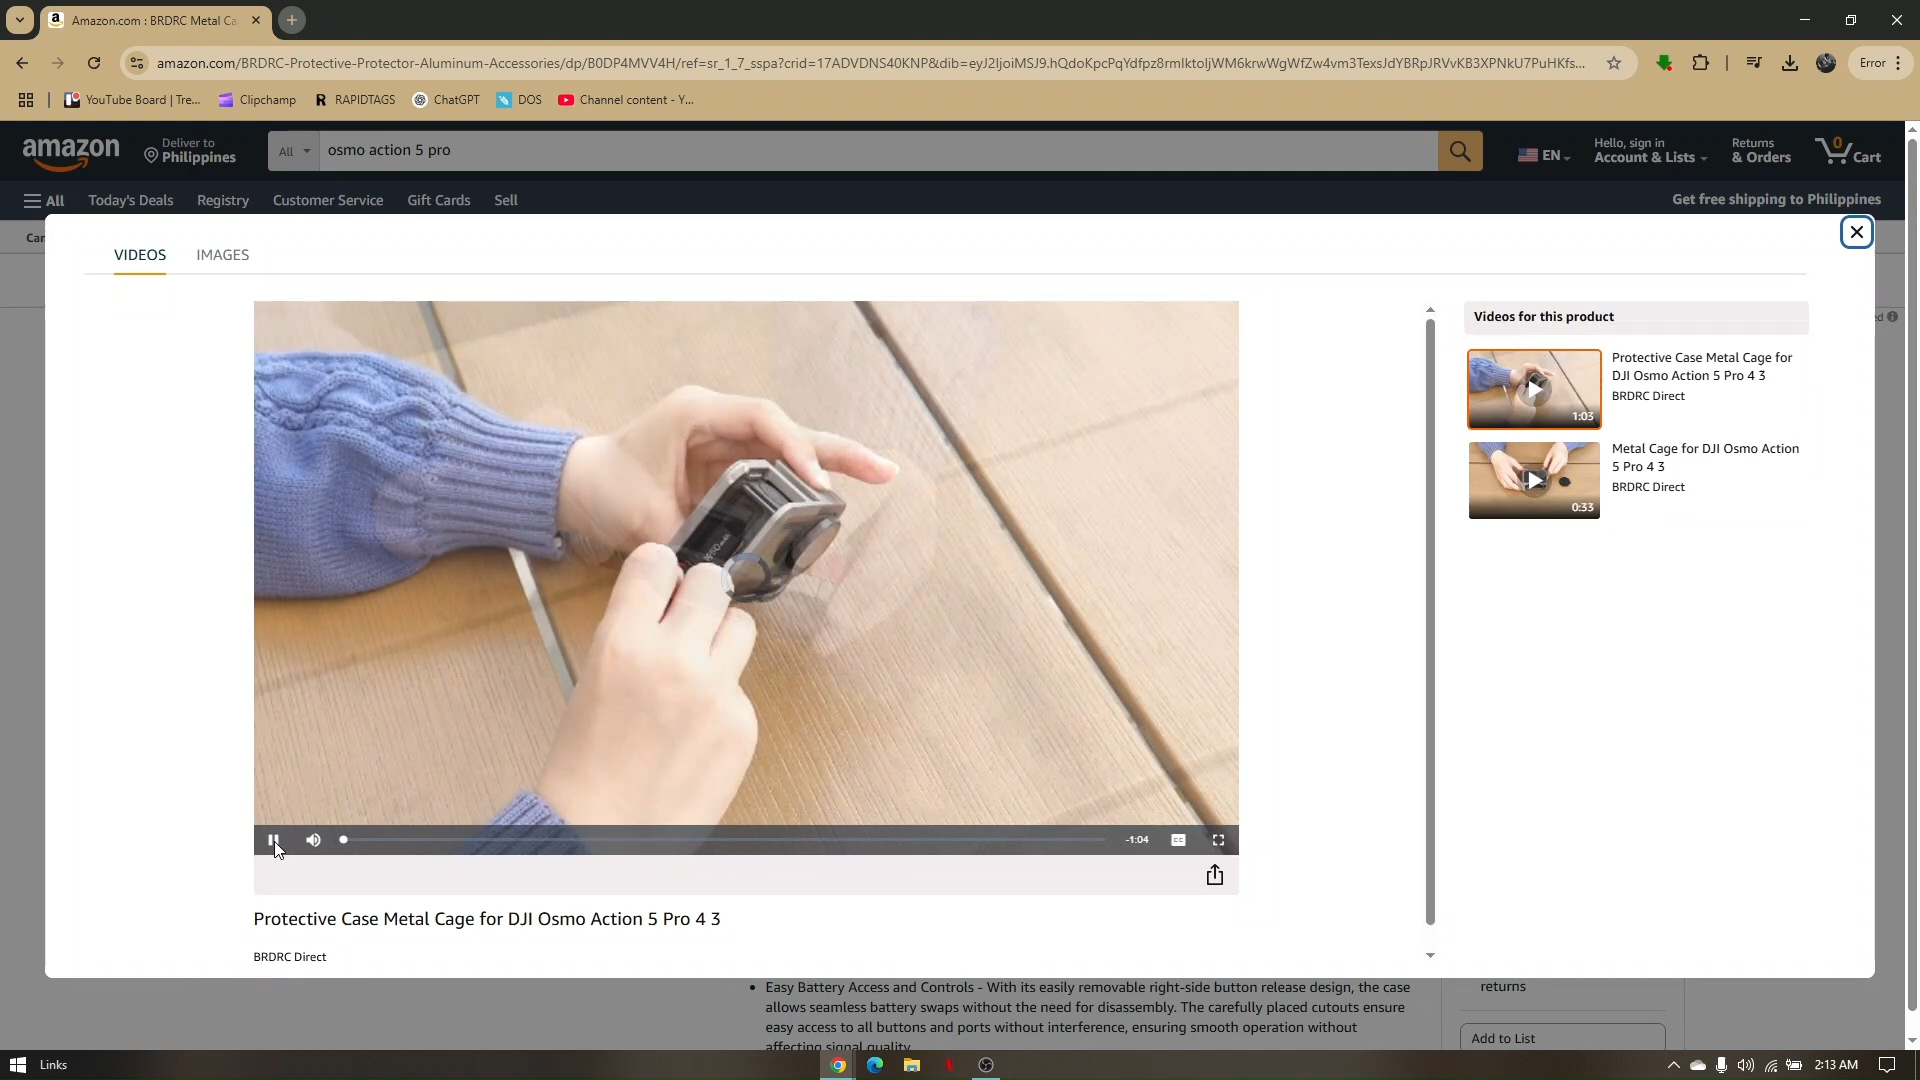 Amazon.com : BRDRC Metal Ca
amazon.com/BRDRC-Protective-Protector-Aluminum-Accessories/dp/B0DP4MVV4H/ref=sr_1_7_sspa?crid=17ADVDNS40KNP&dib=
Error
YouTube Board | Tre...
Clipchamp
RAPIDTAGS
ChatGPT
DOS
Channel content - Y...
amazon
Deliver to
Philippines
All
osmo action 5 pro
EN
Hello, sign in
Account & Lists
Returns
& Orders
0
Cart
All
Today's Deals
Registry
Customer Service
Gift Cards
Sell
Get free shipping to Philippines
Car
VIDEOS
IMAGES
Videos for this product
ed
Protective Case Metal Cage for
DJI Osmo Action 5 Pro 4 3
BRDRC Direct
1:03
Metal Cage for DJI Osmo Action
5 Pro 4 3
BRDRC Direct
0:33
-1:04
CC
Protective Case Metal Cage for DJI Osmo Action 5 Pro 4 3
BRDRC Direct
• Easy Battery Access and Controls - With its easily removable right-side button release design, the case
allows seamless battery swaps without the need for disassembly. The carefully placed cutouts ensure
easy access to all buttons and ports without interference, ensuring smooth operation without
affecting signal quality
returns
Add to List
Links
2:13 AM